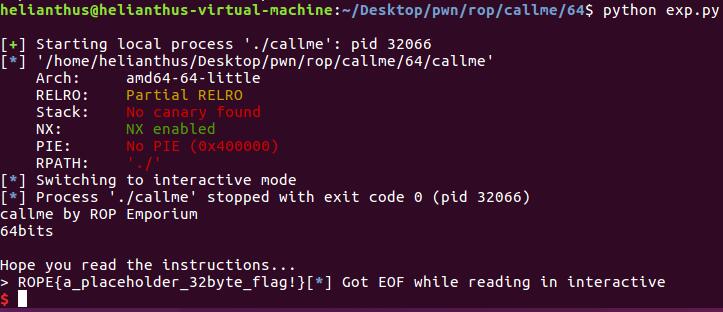 helianthus@helianthus-virtual-machine:~/Desktop/pwn/rop/callme/64$ python exp.py
[+] Starting local process './callme': pid 32066
[*] '/home/helianthus/Desktop/pwn/rop/callme/64/callme'
    Arch:     amd64-64-little
    RELRO:    Partial RELRO
    Stack:    No canary found
    NX:       NX enabled
    PIE:      No PIE (0x400000)
    RPATH:    './'
[*] Switching to interactive mode
[*] Process './callme' stopped with exit code 0 (pid 32066)
callme by ROP Emporium
64bits
Hope you read the instructions...
> ROPE{a_placeholder_32byte_flag!}[*] Got EOF while reading in interactive
$